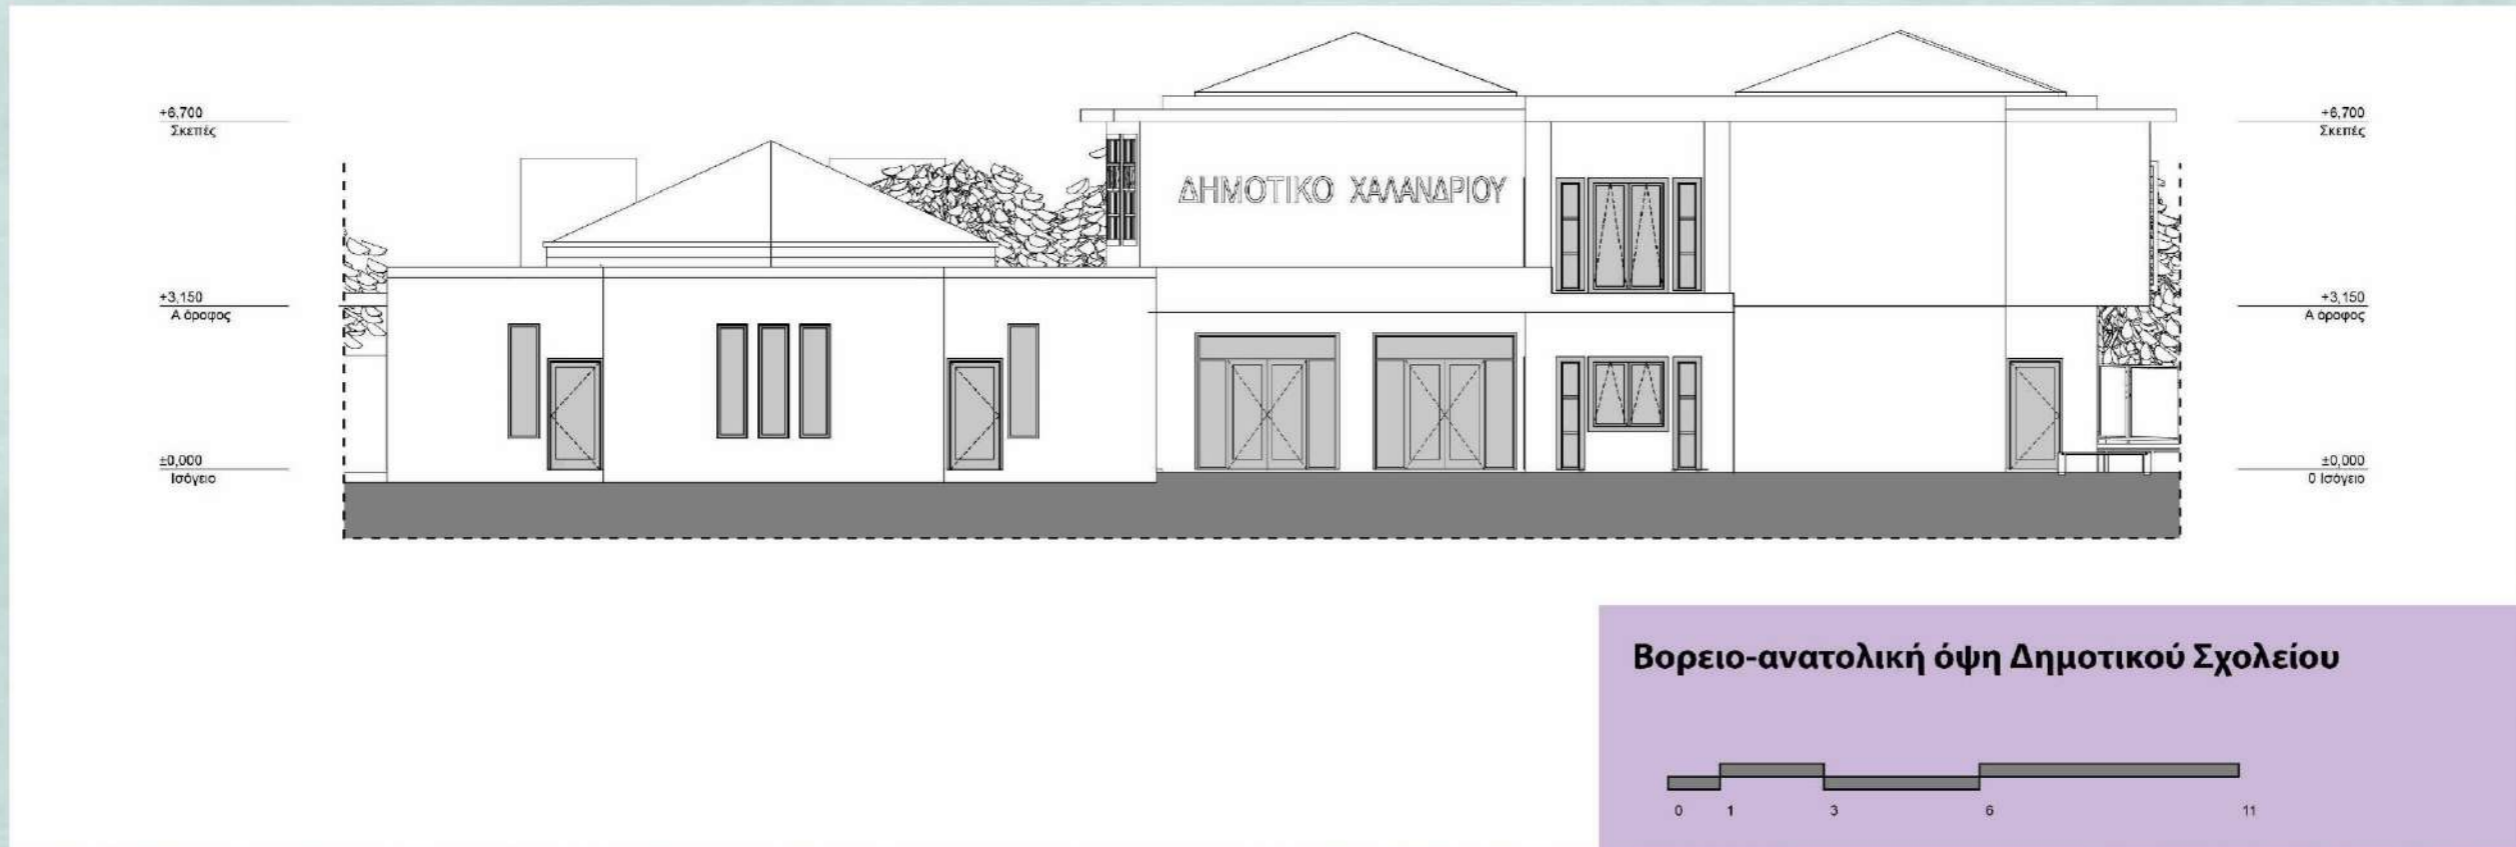 +6,700
Σκεπές
+6,700
Σκεπές
ΔΗΜΟΤΙΚΟ ΧΑΛΑΝΔΡΙΟΥ
+3,150
Α όροφος
+3,150
Α όροφος
±0,000
Ισόγειο
±0,000
0 Ισόγειο
Βορειο-ανατολική όψη Δημοτικού Σχολείου
0 1 3 6 11